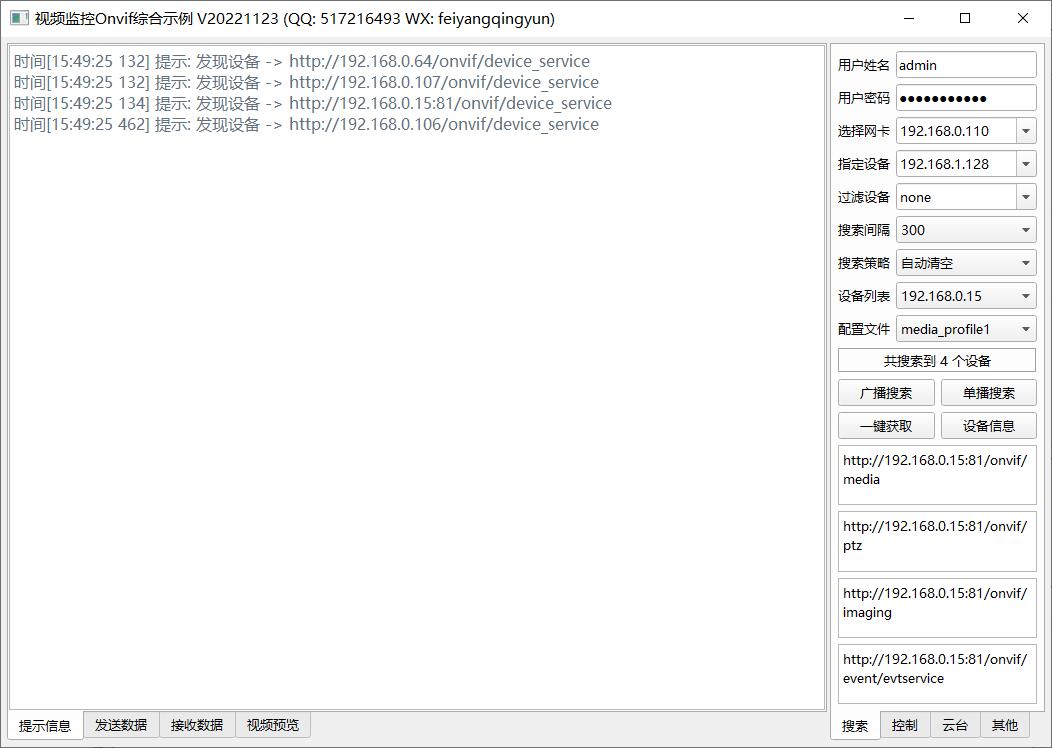 视频监控Onvif综合示例 V20221123 (QQ: 517216493 WX: feiyangqingyun)
时间[15:49:25 132] 提示: 发现设备 -> http://192.168.0.64/onvif/device_service
时间[15:49:25 132] 提示: 发现设备 -> http://192.168.0.107/onvif/device_service
时间[15:49:25 134] 提示: 发现设备 -> http://192.168.0.15:81/onvif/device_service
时间[15:49:25 462] 提示: 发现设备 -> http://192.168.0.106/onvif/device_service
用户姓名 admin
用户密码 ●●●●●●●●●●●
选择网卡 192.168.0.110
指定设备 192.168.1.128
过滤设备 none
搜索间隔 300
搜索策略 自动清空
设备列表 192.168.0.15
配置文件 media_profile1
共搜索到 4 个设备
广播搜索 单播搜索
一键获取 设备信息
http://192.168.0.15:81/onvif/
media
http://192.168.0.15:81/onvif/
ptz
http://192.168.0.15:81/onvif/
imaging
http://192.168.0.15:81/onvif/
event/evtservice
提示信息 发送数据 接收数据 视频预览
搜索 控制 云台 其他